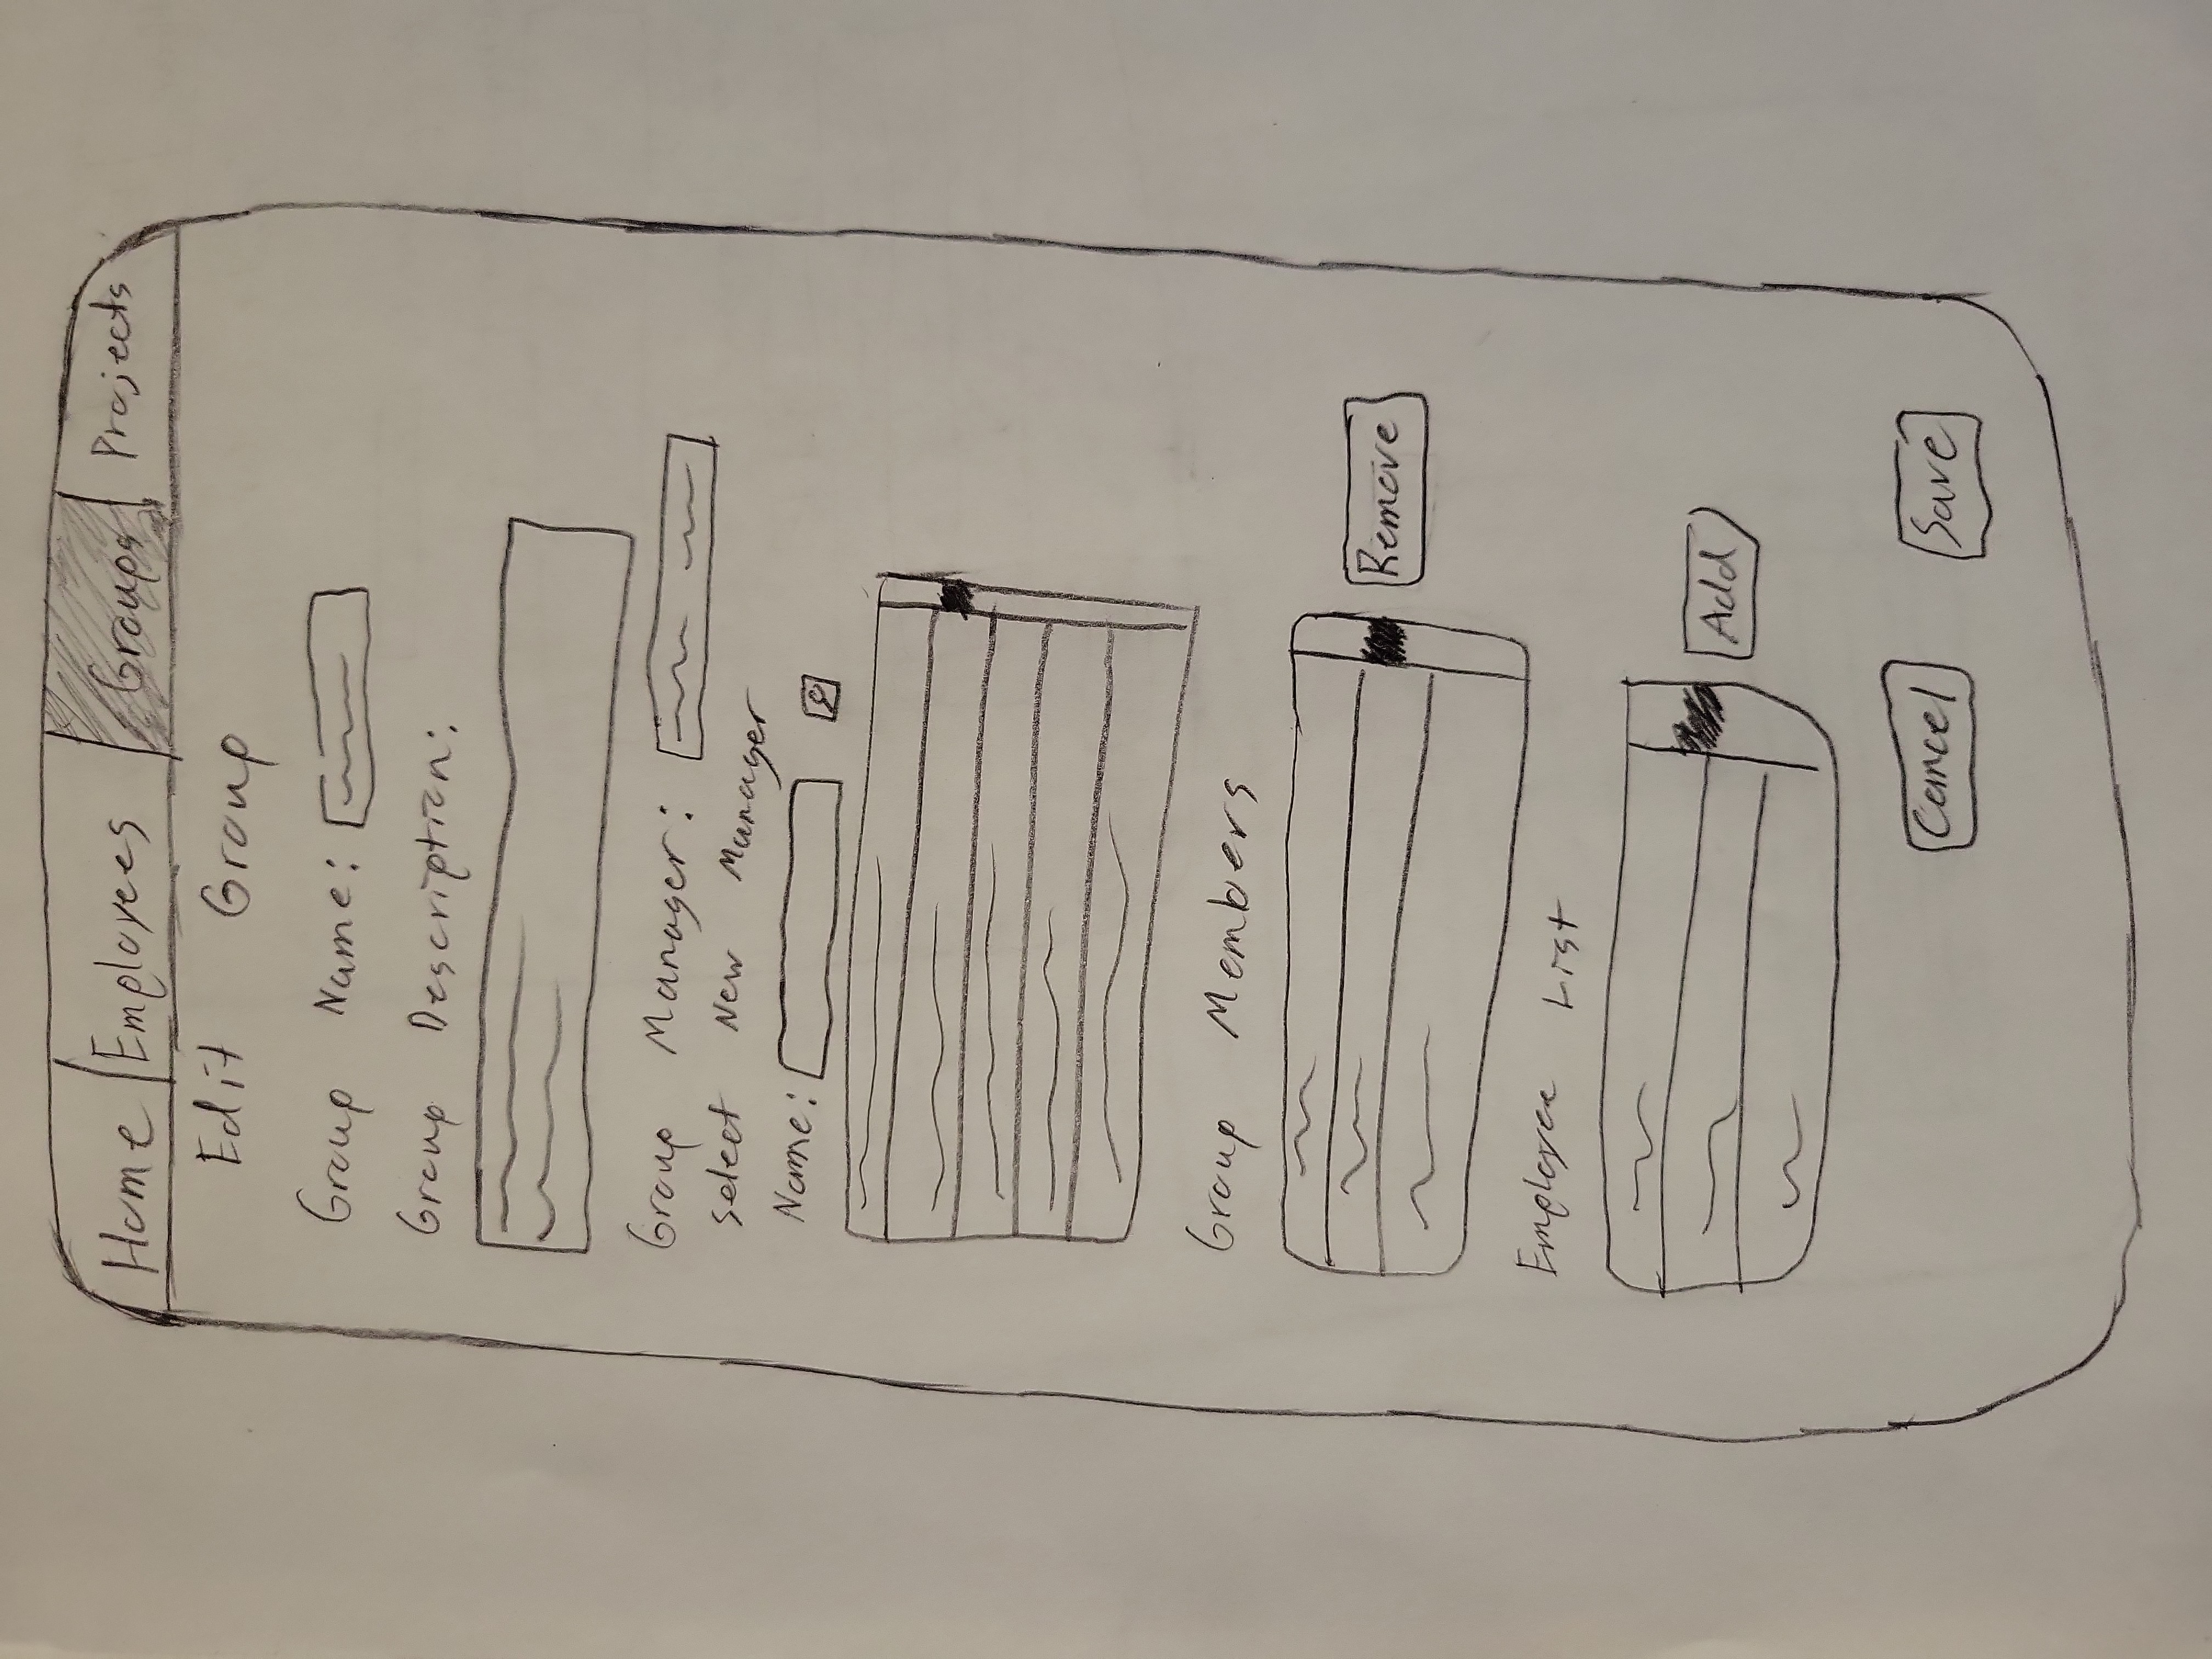 Home Employees Groups Projects
Edit Group
Group Name:
Group Description:
Group Manager:
Select New Manager
Name:
Group Members
Remove
Employee List
Add
Cancel Save